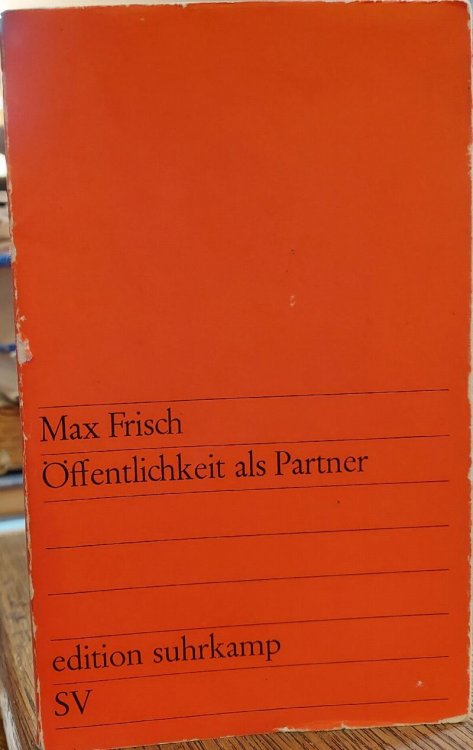 Max Frisch
Öffentlichkeit als Partner
edition suhrkamp
SV